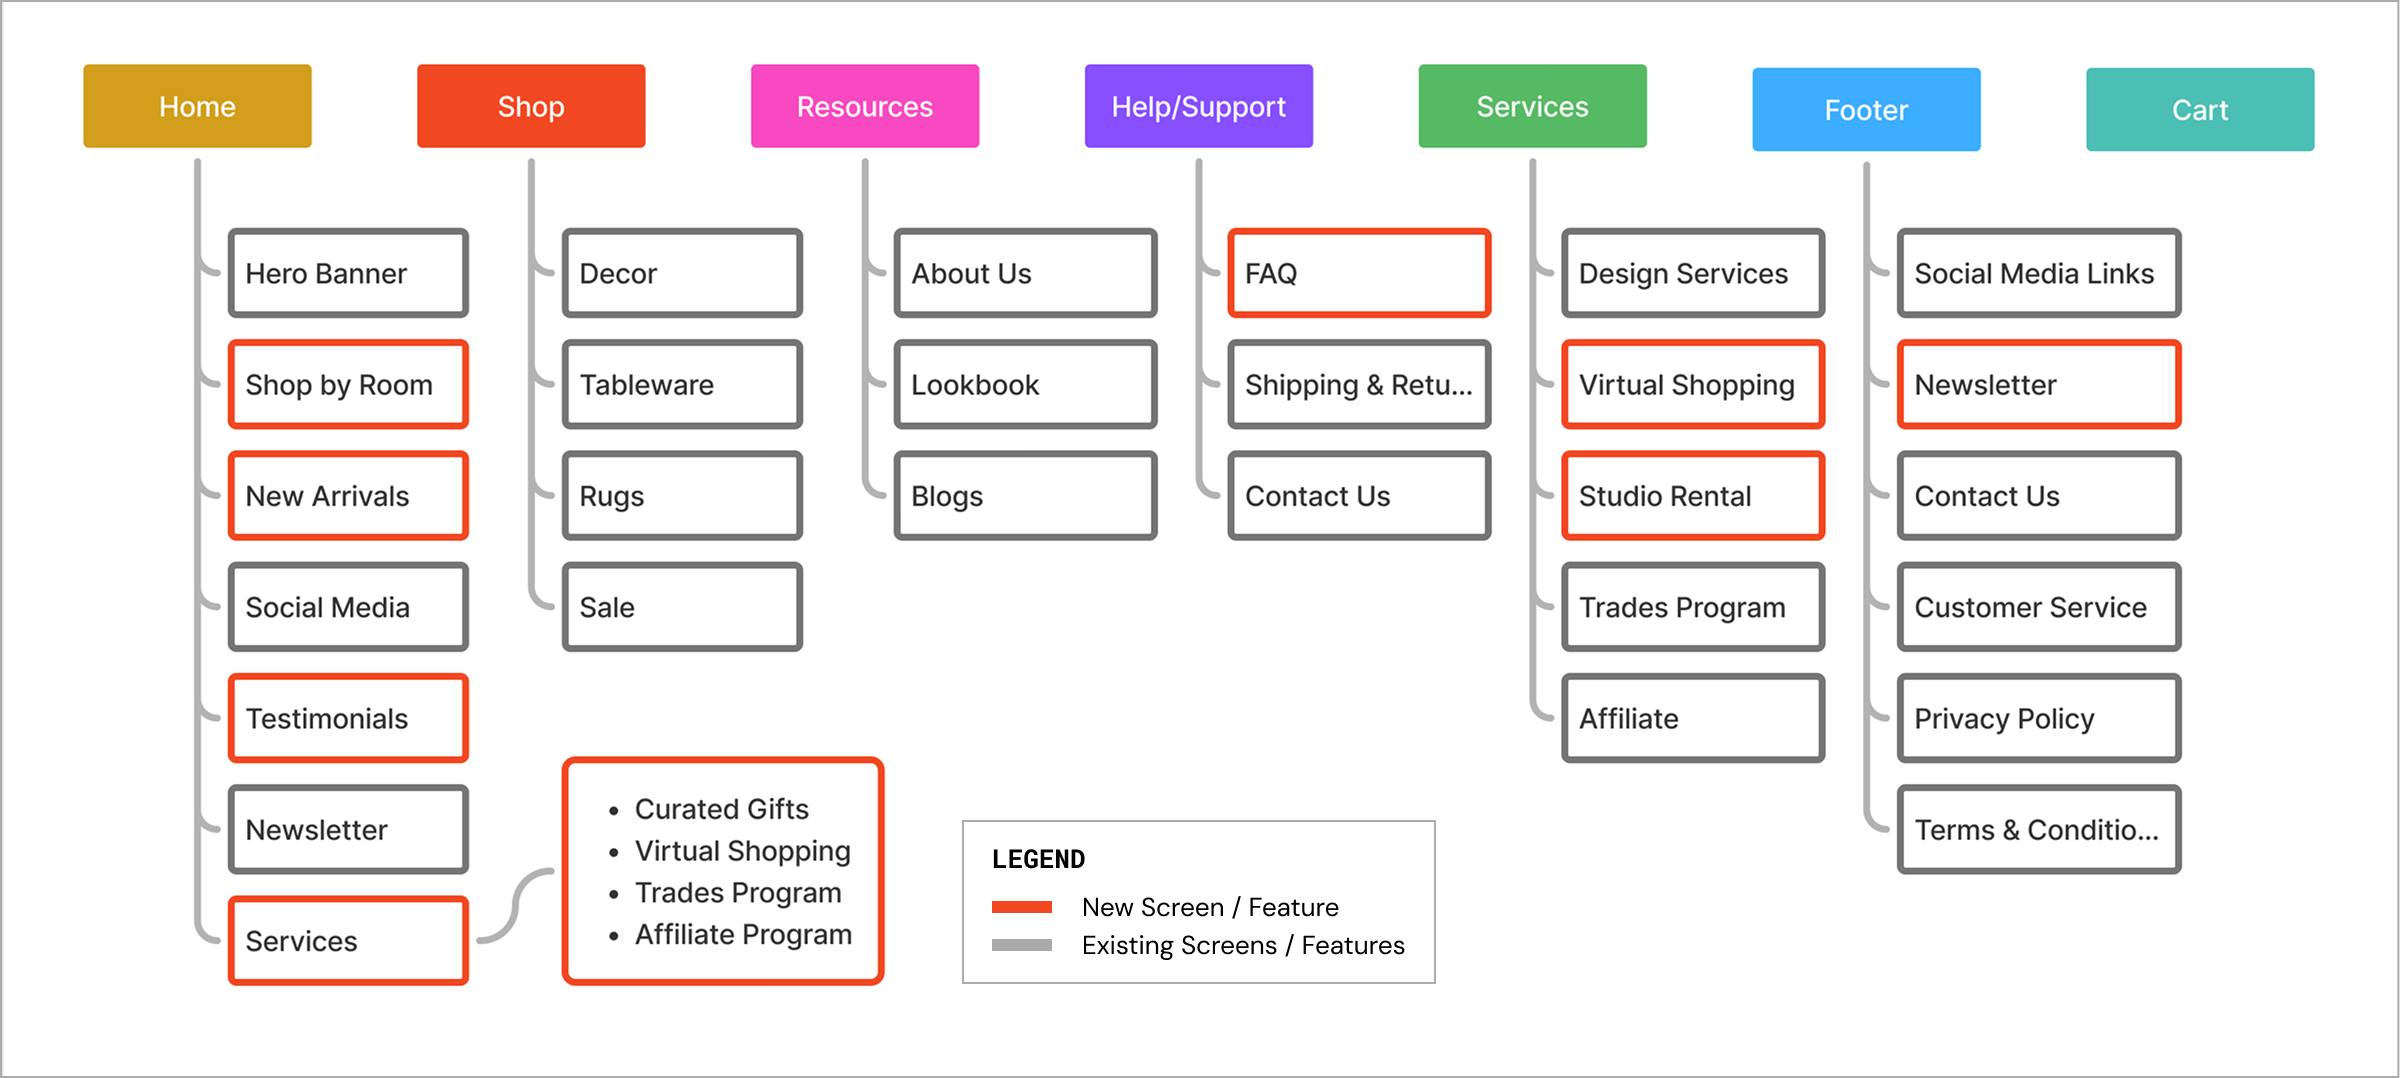 Home
Shop
Resources
Help/Support
Services
Footer
Cart
Hero Banner
Shop by Room
New Arrivals
Social Media
Testimonials
Newsletter
Services
• Curated Gifts
• Virtual Shopping
• Trades Program
• Affiliate Program
Decor
Tableware
Rugs
Sale
About Us
Lookbook
Blogs
FAQ
Shipping & Retu...
Contact Us
Design Services
Virtual Shopping
Studio Rental
Trades Program
Affiliate
Social Media Links
Newsletter
Contact Us
Customer Service
Privacy Policy
Terms & Conditio...
LEGEND
New Screen / Feature
Existing Screens / Features